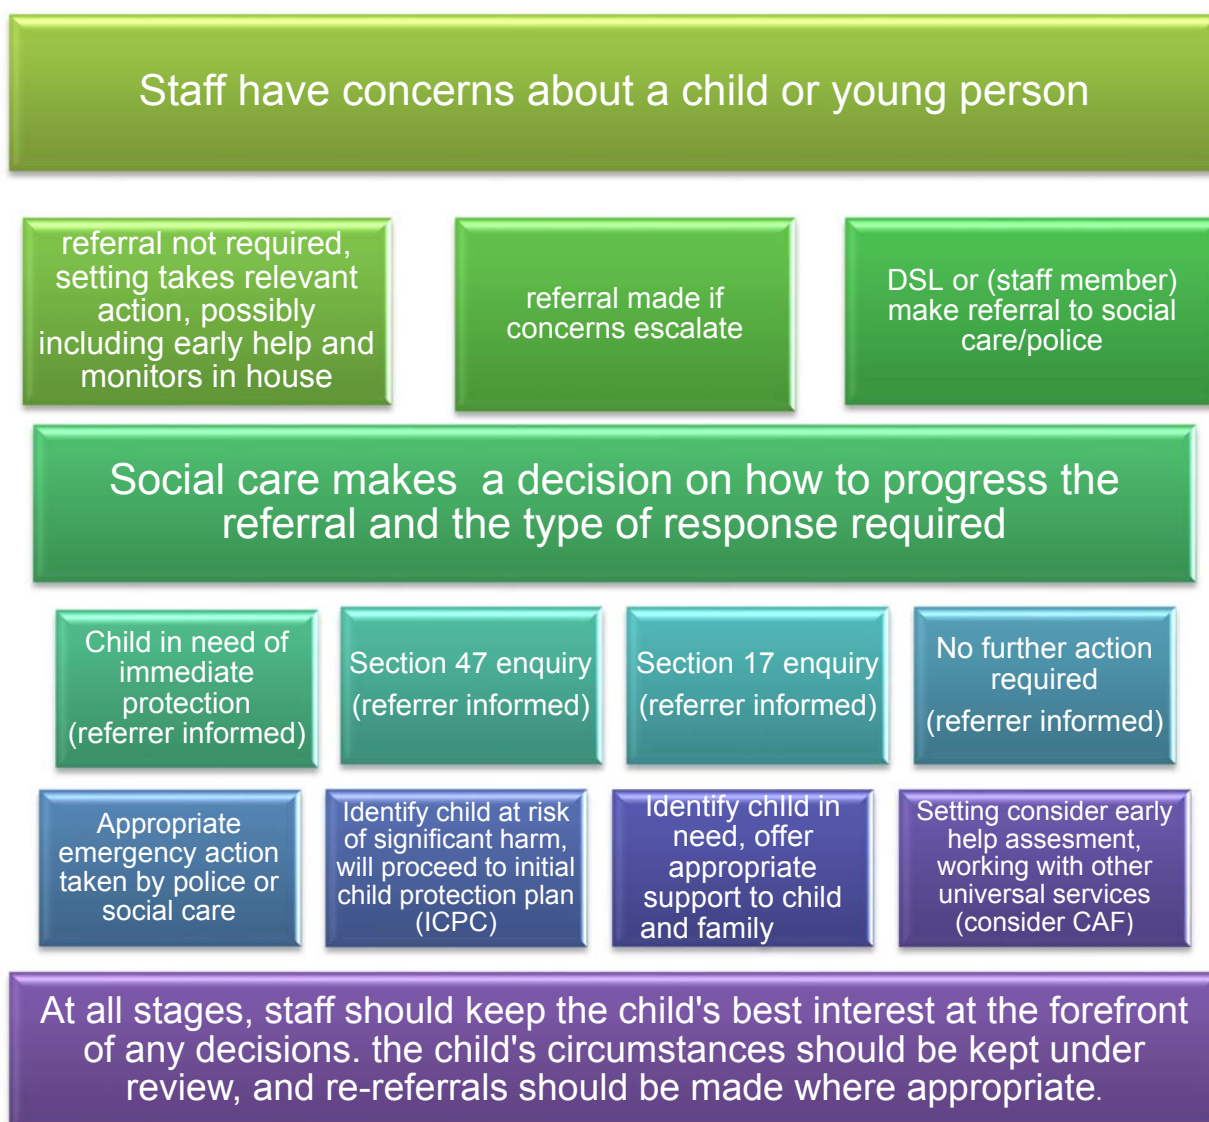 Staff have concerns about a child or young person
referral not required,
setting takes relevant
action, possibly
including early help and
monitors in house
referral made if
concerns escalate
DSL or (staff member)
make referral to social
care/police
Social care makes a decision on how to progress the
referral and the type of response required
Child in need of
immediate
protection
(referrer informed)
Section 47 enquiry
(referrer informed)
Section 17 enquiry
(referrer informed)
No further action
required
(referrer informed)
Appropriate
emergency action
taken by police or
social care
Identify child at risk
of significant harm,
will proceed to initial
child protection plan
(ICPC)
Identify chIld in
need, offer
appropriate
support to child
and family
Setting consider early
help assesment,
working with other
universal services
(consider CAF)
At all stages, staff should keep the child's best interest at the forefront
of any decisions. the child's circumstances should be kept under
review, and re-referrals should be made where appropriate.